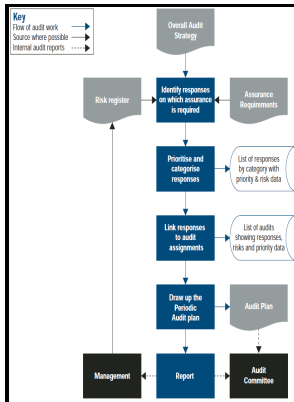 Key
Flow of audit work
Source where possible
Internal audit reports
Overall Audit
Strategy
Risk register
Identify responses
on which assurance
is required
Assurance
Requirements
Prioritise and
categorise
responses
List of responses
by category with
priority & risk data
Link responses
to audit
assignments
List of audits
showing responses,
risks and priority data
Draw up the
Periodic
Audit plan
Audit Plan
Management
Report
Audit
Committee